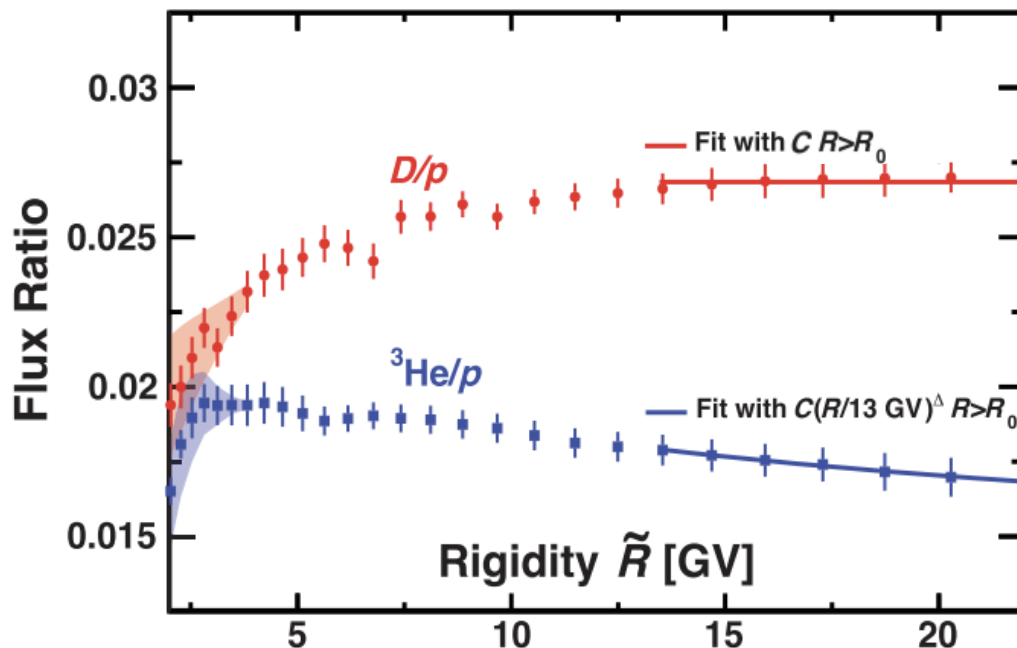 0.03
0.025
0.02
0.015
Flux Ratio
D/p
Fit with C R>R₀
³He/p
Fit with C(R/13 GV)^Δ R>R₀
Rigidity R̃ [GV]
5 10 15 20